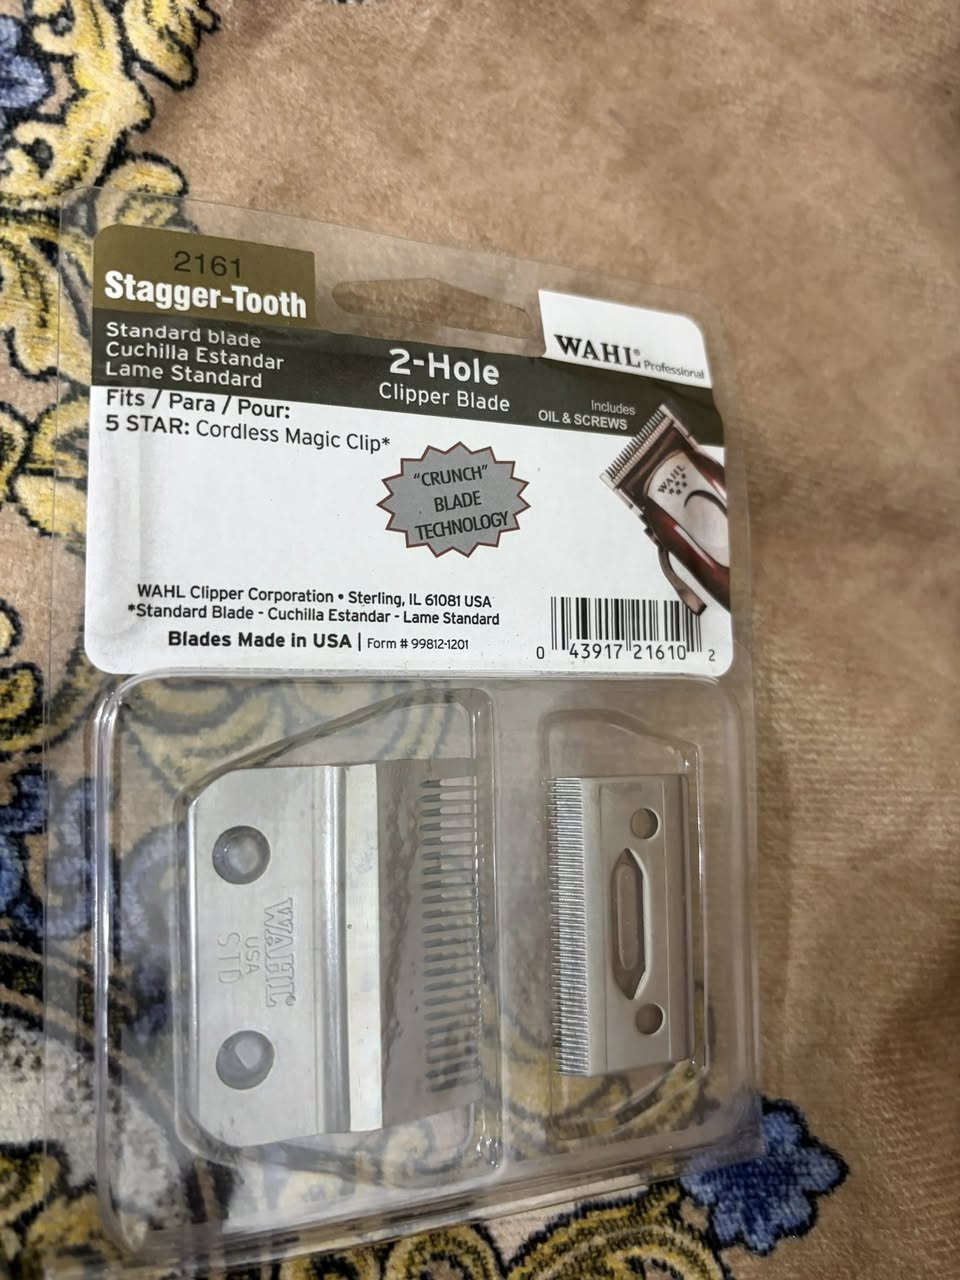 2161
Stagger-Tooth
Standard blade
Cuchilla Estandar
Lame Standard
2-Hole
Clipper Blade
WAHL® Professional
Includes
OIL & SCREWS
Fits / Para / Pour:
5 STAR: Cordless Magic Clip*
"CRUNCH"
BLADE
TECHNOLOGY
WAHL
WAHL Clipper Corporation • Sterling, IL 61081 USA
*Standard Blade - Cuchilla Estandar - Lame Standard
Blades Made in USA | Form # 99812-1201
0 43917 21610 2
WAHL®
USA
STD